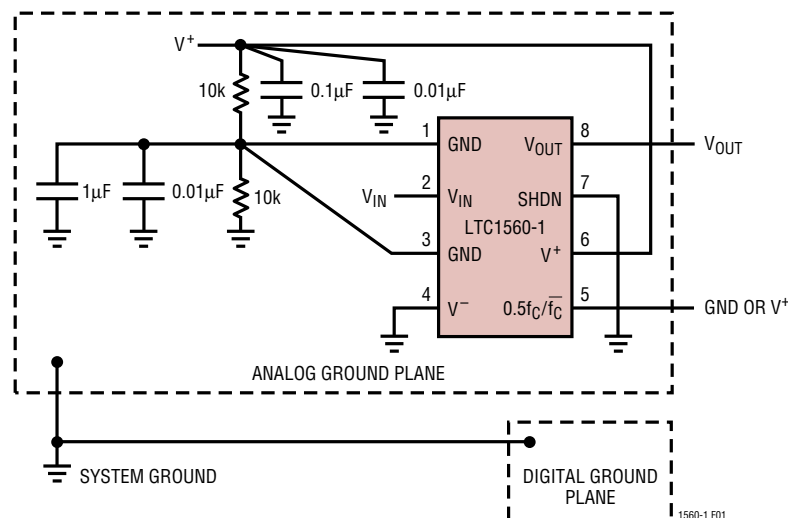 V+
10k
0.1µF
0.01µF
1µF
0.01µF
10k
1
GND
VOUT
8
VOUT
VIN
2
VIN
SHDN
7
LTC1560-1
3
GND
V+
6
4
V−
0.5fC/f̅C̅
5
GND OR V+
ANALOG GROUND PLANE
SYSTEM GROUND
DIGITAL GROUND
PLANE
1560-1 F01